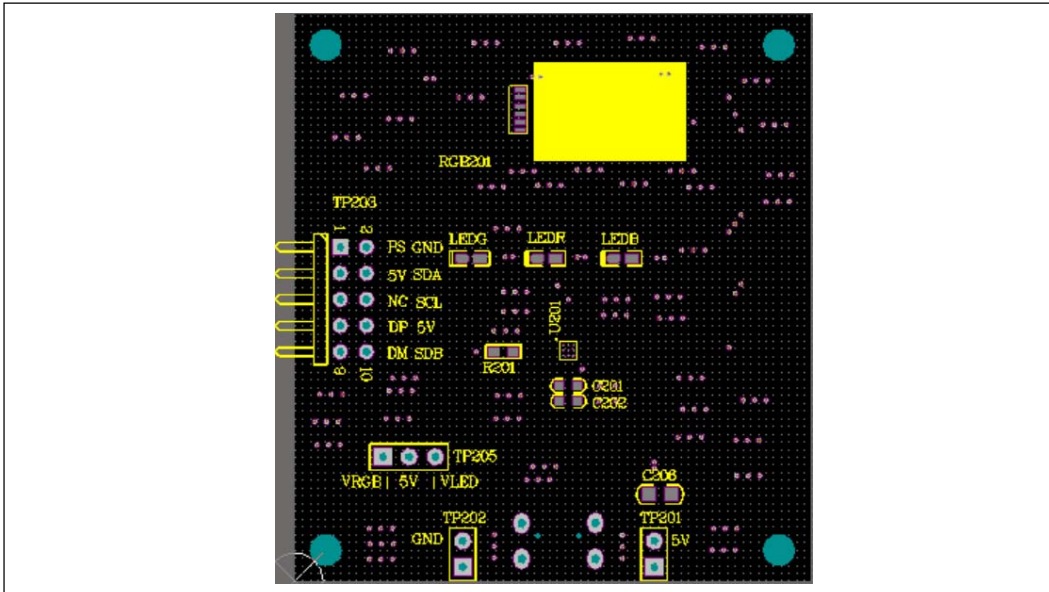 RGB201
TP203
1 2
LEDG LEDR LEDB
PS GND
5V SDA
NC SCL
DP 5V
DM SDB
U201
9 10
R201
C201
C202
TP205
VRGB| 5V |VLED
C206
TP202 TP201
GND 5V